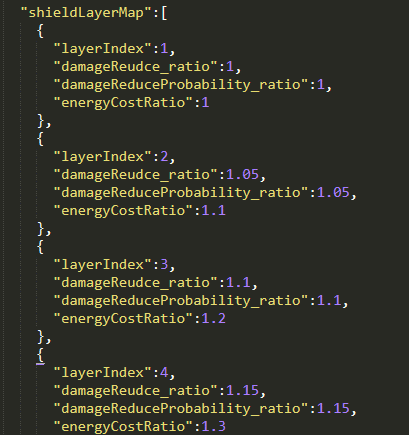 "shieldLayerMap":[
{
"layerIndex":1,
"damageReudce_ratio":1,
"damageReduceProbability_ratio":1,
"energyCostRatio":1
},
{
"layerIndex":2,
"damageReudce_ratio":1.05,
"damageReduceProbability_ratio":1.05,
"energyCostRatio":1.1
},
{
"layerIndex":3,
"damageReudce_ratio":1.1,
"damageReduceProbability_ratio":1.1,
"energyCostRatio":1.2
},
{
"layerIndex":4,
"damageReudce_ratio":1.15,
"damageReduceProbability_ratio":1.15,
"energyCostRatio":1.3